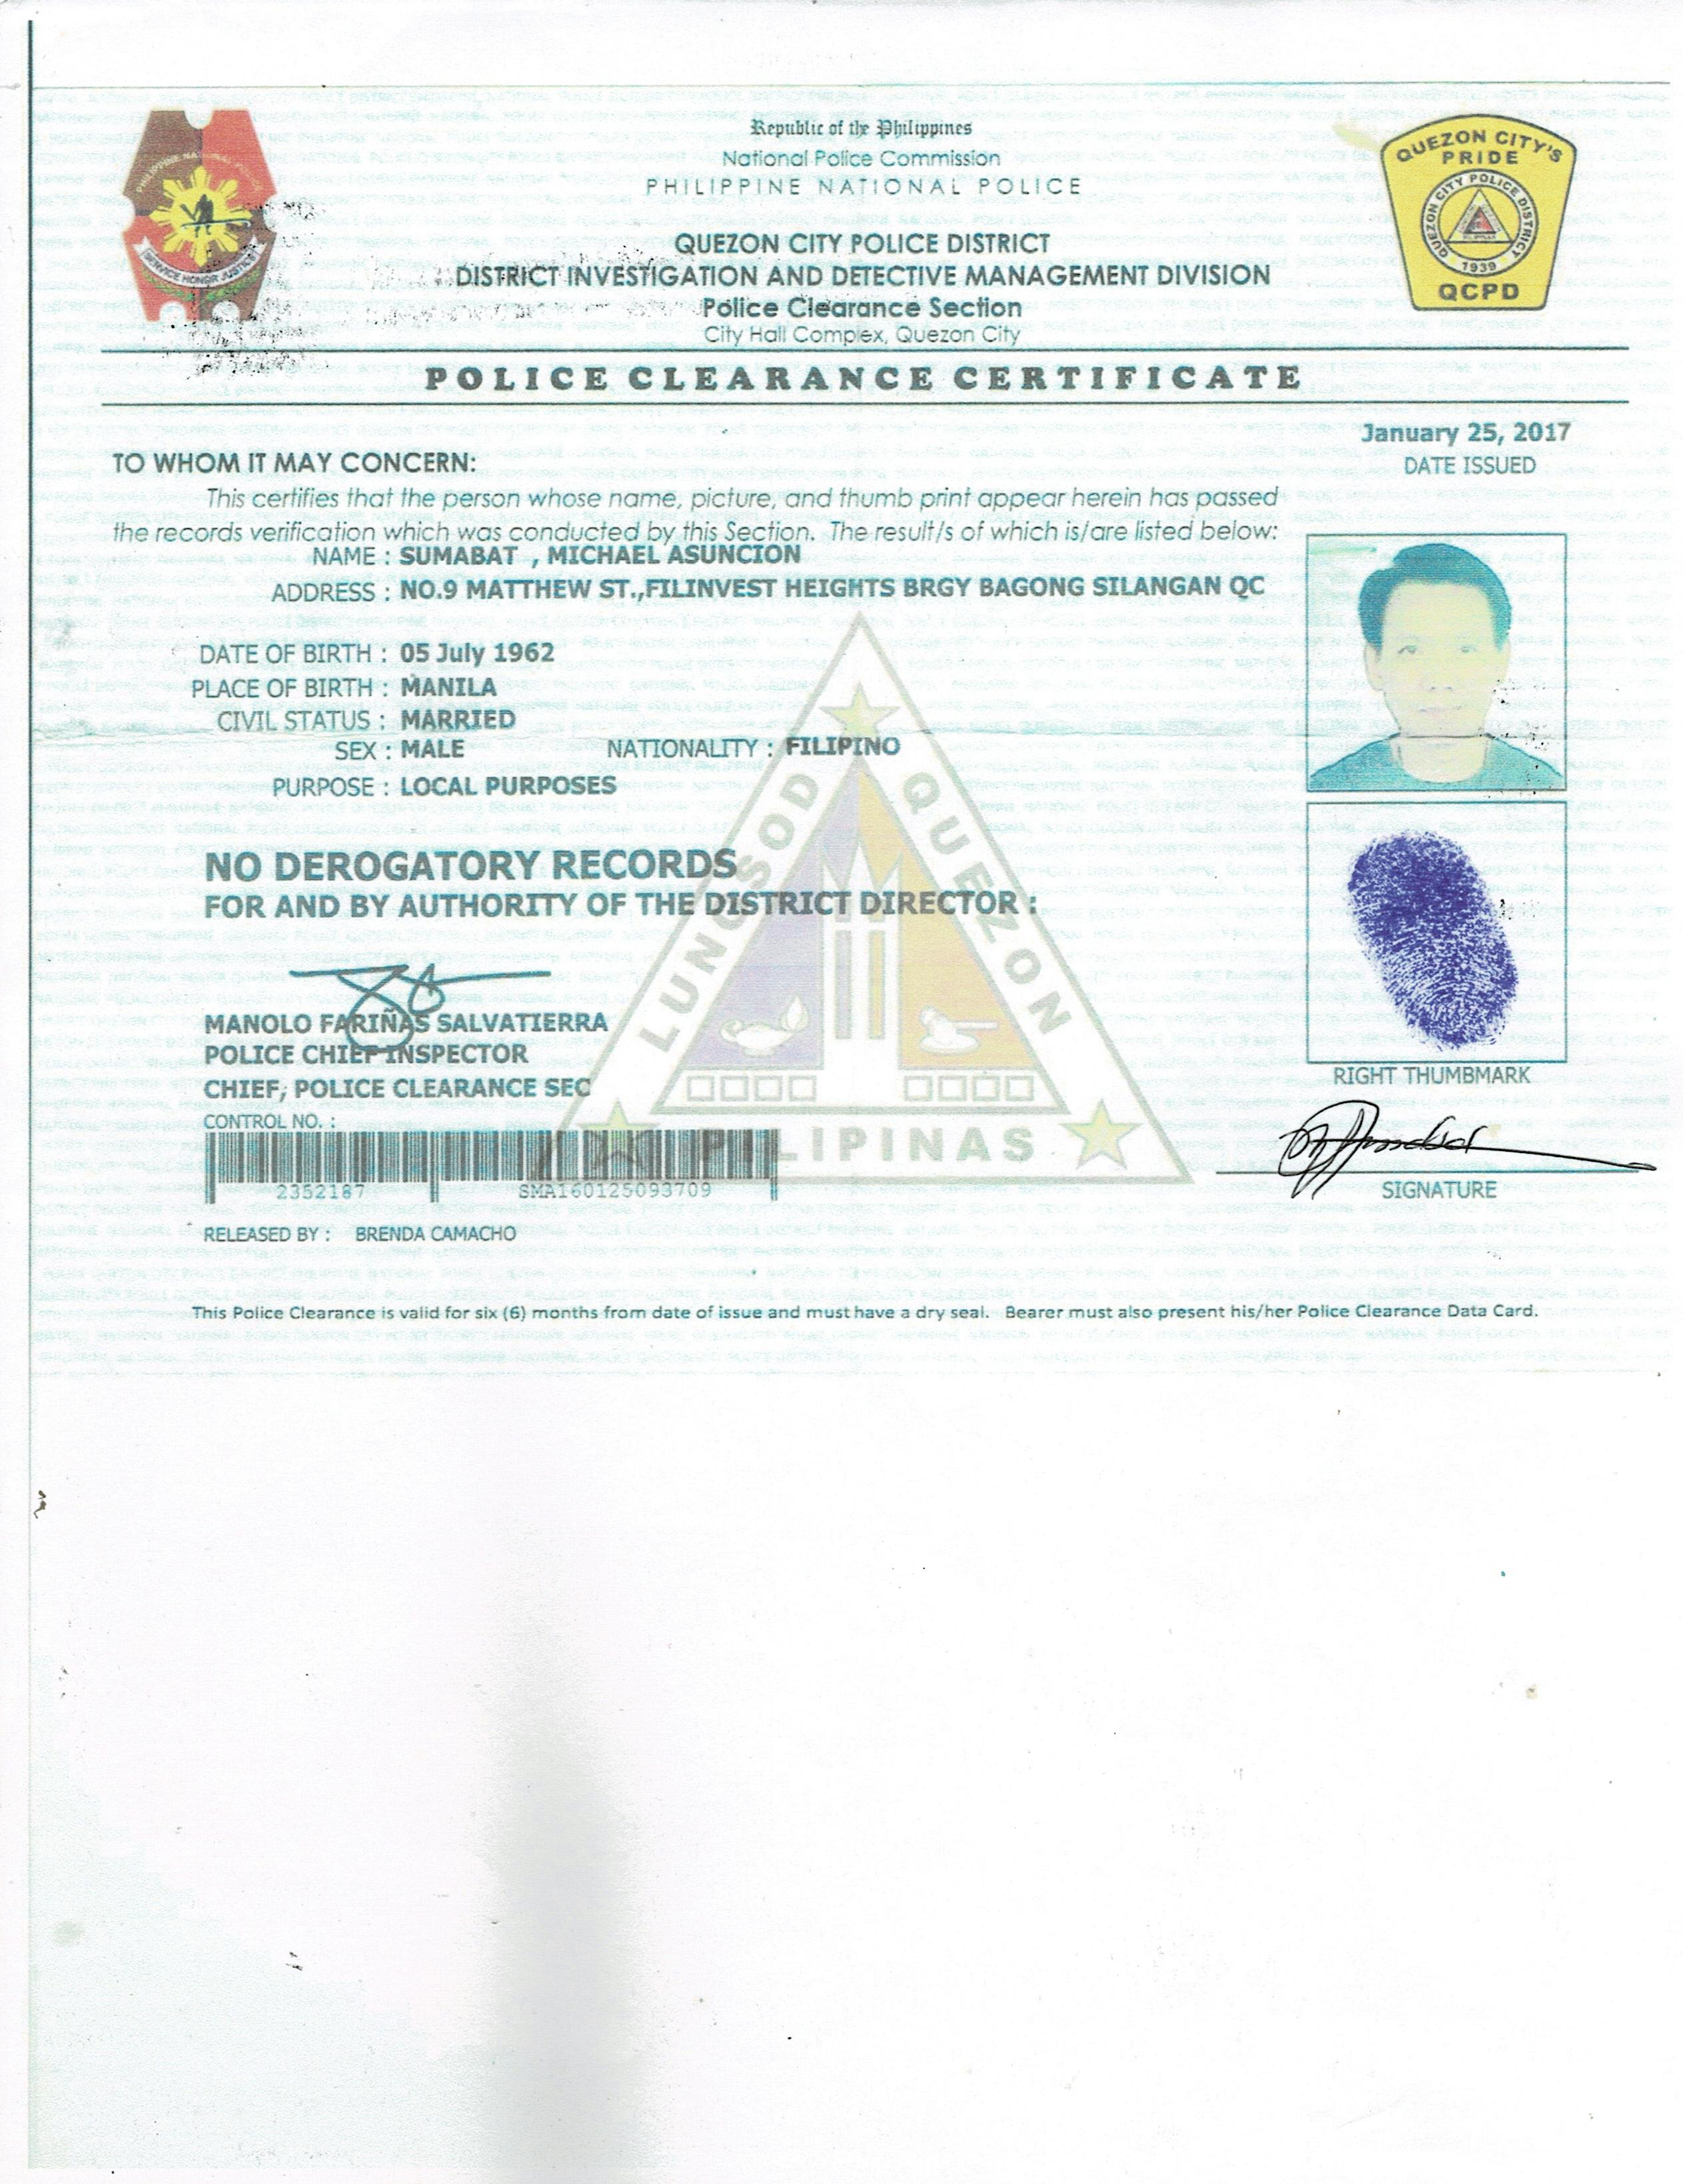 Republic of the Philippines
National Police Commission
PHILIPPINE NATIONAL POLICE
QUEZON CITY POLICE DISTRICT
DISTRICT INVESTIGATION AND DETECTIVE MANAGEMENT DIVISION
Police Clearance Section
City Hall Complex, Quezon City
PHILIPPINE NATIONAL POLICE
SERVICE HONOR JUSTICE
QUEZON CITY'S
PRIDE
QUEZON CITY POLICE DISTRICT
1939
QCPD
POLICE CLEARANCE CERTIFICATE
January 25, 2017
DATE ISSUED
TO WHOM IT MAY CONCERN:
This certifies that the person whose name, picture, and thumb print appear herein has passed
the records verification which was conducted by this Section. The result/s of which is/are listed below:
NAME : SUMABAT , MICHAEL ASUNCION
ADDRESS : NO.9 MATTHEW ST.,FILINVEST HEIGHTS BRGY BAGONG SILANGAN QC
DATE OF BIRTH : 05 July 1962
PLACE OF BIRTH : MANILA
CIVIL STATUS : MARRIED
SEX : MALE NATIONALITY : FILIPINO
PURPOSE : LOCAL PURPOSES
LUNGSOD QUEZON
PILIPINAS
NO DEROGATORY RECORDS
FOR AND BY AUTHORITY OF THE DISTRICT DIRECTOR :
MANOLO FARIÑAS SALVATIERRA
POLICE CHIEF INSPECTOR
CHIEF, POLICE CLEARANCE SEC
RIGHT THUMBMARK
CONTROL NO. :
2352187 SMA160125093709
SIGNATURE
RELEASED BY : BRENDA CAMACHO
This Police Clearance is valid for six (6) months from date of issue and must have a dry seal. Bearer must also present his/her Police Clearance Data Card.